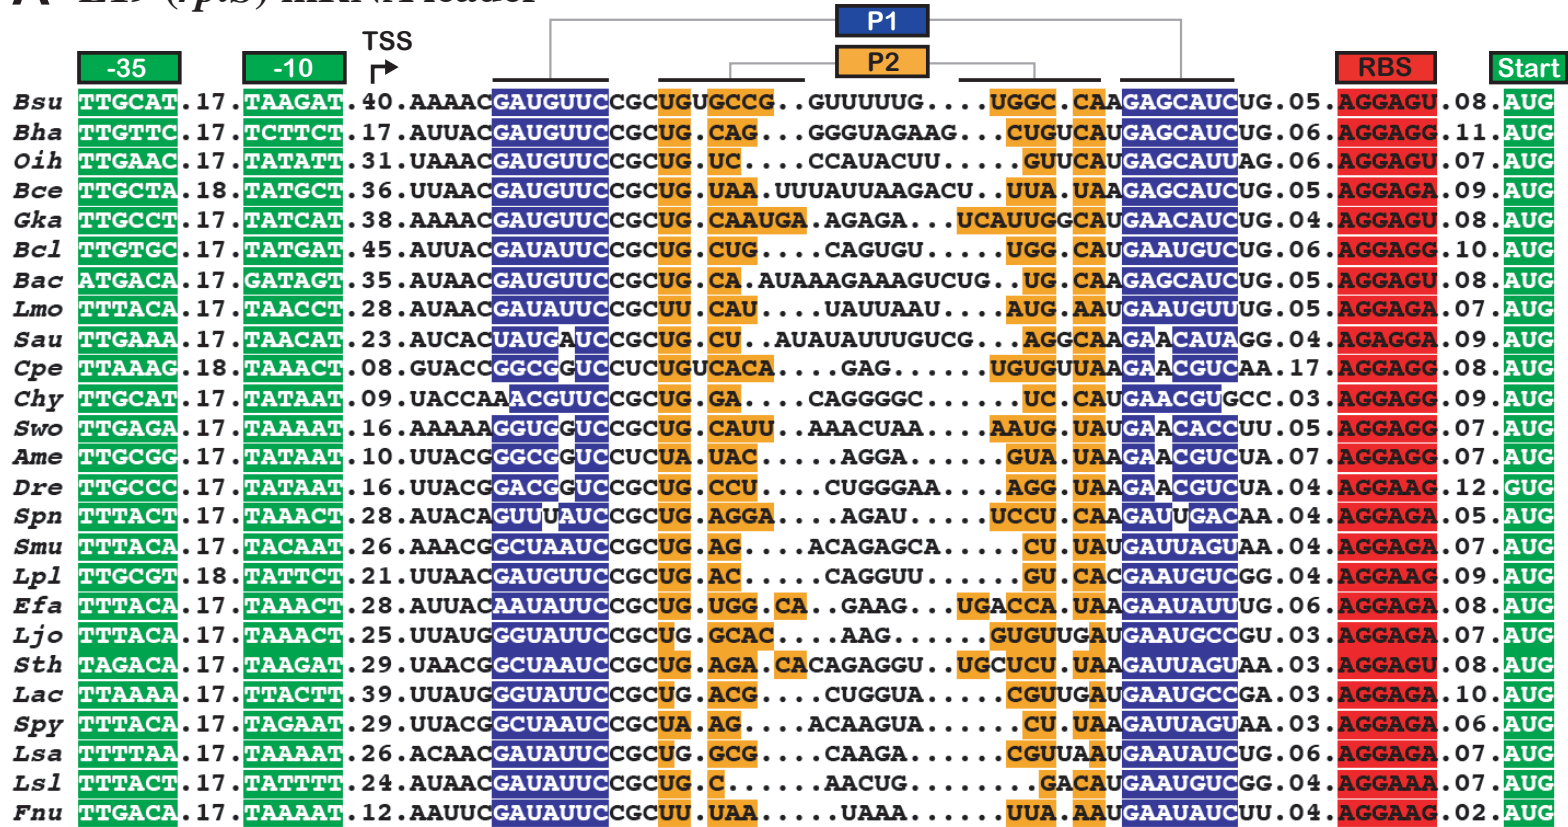 A L19 (rplS) mRNA leader
P1
TSS
P2
-35 -10 RBS Start
Bsu TTGCAT.17.TAAGAT.40.AAAACGAUGUUCCGCUGUGCCG..GUUUUUG....UGGC.CAAGAGCAUCUG.05.AGGAGU.08.AUG
Bha TTGTTC.17.TCTTCT.17.AUUACGAUGUUCCGCUG.CAG...GGGUAGAAG...CUGUCAUGAGCAUCUG.06.AGGAGG.11.AUG
Oih TTGAAC.17.TATATT.31.UAAACGAUGUUCCGCUG.UC....CCAUACUU.....GUUCAUGAGCAUUAG.06.AGGAGU.07.AUG
Bce TTGCTA.18.TATGCT.36.UUAACGAUGUUCCGCUG.UAA.UUUAUUAAGACU..UUA.UAAGAGCAUCUG.05.AGGAGA.09.AUG
Gka TTGCCT.17.TATCAT.38.AAAACGAUGUUCCGCUG.CAAUGA.AGAGA...UCAUUGGCAUGAACAUCUG.04.AGGAGU.08.AUG
Bcl TTGTGC.17.TATGAT.45.AUUACGAUAUUCCGCUG.CUG....CAGUGU.....UGG.CAUGAAUGUCUG.06.AGGAGG.10.AUG
Bac ATGACA.17.GATAGT.35.AUAACGAUGUUCCGCUG.CA.AUAAAGAAAGUCUG..UG.CAAGAGCAUCUG.05.AGGAGU.08.AUG
Lmo TTTACA.17.TAACCT.28.AUAACGAUAUUCCGCUU.CAU....UAUUAAU....AUG.AAUGAAUGUUUG.05.AGGAGA.07.AUG
Sau TTGAAA.17.TAACAT.23.AUCACUAUGAUCCGCUG.CU..AUAUAUUUGUCG...AGGCAAGAACAUAGG.04.AGAGGA.09.AUG
Cpe TTAAAG.18.TAAACT.08.GUACCGGCGGUCCUCUGUCACA....GAG......UGUGUUAAGAACGUCAA.17.AGGAGG.08.AUG
Chy TTGCAT.17.TATAAT.09.UACCAAACGUUCCGCUG.GA....CAGGGGC......UC.CAUGAACGUGCC.03.AGGAGG.09.AUG
Swo TTGAGA.17.TAAAAT.16.AAAAAGGUGGUCCGCUG.CAUU..AAACUAA....AAUG.UAUGAACACCUU.05.AGGAGG.07.AUG
Ame TTGCGG.17.TATAAT.10.UUACGGGCGGUCCUCUA.UAC.....AGGA......GUA.UAAGAACGUCUA.07.AGGAGG.07.AUG
Dre TTGCCC.17.TATAAT.16.UUACGGACGGUCCGCUG.CCU....CUGGGAA....AGG.UAAGAACGUCUA.04.AGGAAG.12.GUG
Spn TTTACT.17.TAAACT.28.AUACAGUUUAUCCGCUG.AGGA....AGAU.....UCCU.CAAGAUUGACAA.04.AGGAGA.05.AUG
Smu TTTACA.17.TACAAT.26.AAACGGCUAAUCCGCUG.AG....ACAGAGCA.....CU.UAUGAUUAGUAA.04.AGGAGA.07.AUG
Lpl TTGCGT.18.TATTCT.21.UUAACGAUGUUCCGCUG.AC.....CAGGUU......GU.CACGAAUGUCGG.04.AGGAAG.09.AUG
Efa TTTACA.17.TAAACT.28.AUUACAAUAUUCCGCUG.UGG.CA..GAAG...UGACCA.UAAGAAUAUUUG.06.AGGAGA.08.AUG
Ljo TTTACA.17.TAAACT.25.UUAUGGGUAUUCCGCUG.GCAC....AAG......GUGUUGAUGAAUGCCGU.03.AGGAGA.07.AUG
Sth TAGACA.17.TAAGAT.29.UAACGGCUAAUCCGCUG.AGA.CACAGAGGU..UGCUCU.UAAGAUUAGUAA.03.AGGAGU.08.AUG
Lac TTAAAA.17.TTACTT.39.UUAUGGGUAUUCCGCUG.ACG....CUGGUA.....CGUUGAUGAAUGCCGA.03.AGGAGA.10.AUG
Spy TTTACA.17.TAGAAT.29.UUACGGCUAAUCCGCUA.AG....ACAAGUA......CU.UAAGAUUAGUAA.03.AGGAGA.06.AUG
Lsa TTTTAA.17.TAAAAT.26.ACAACGAUAUUCCGCUG.GCG....CAAGA......CGUUAAUGAAUAUCUG.06.AGGAGA.07.AUG
Lsl TTTACT.17.TATTTT.24.AUAACGAUAUUCCGCUG.C......AACUG........GACAUGAAUGUCGG.04.AGGAAA.07.AUG
Fnu TTGACA.17.TAAAAT.12.AAUUCGAUAUUCCGCUU.UAA.....UAAA......UUA.AAUGAAUAUCUU.04.AGGAAG.02.AUG